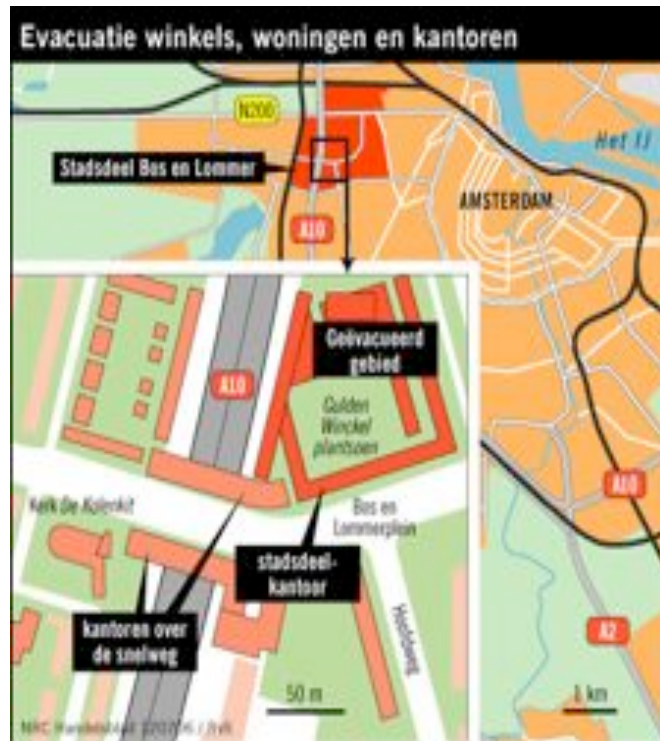 Evacuatie winkels, woningen en kantoren
N200
Het IJ
Stadsdeel Bos en Lommer
AMSTERDAM
A10
Geëvacueerd
gebied
A10
Gulden
Winckel
plantsoen
A10
Kerk De Kolenkit
Bos en
Lommerplein
stadsdeel-
kantoor
kantoren over
de snelweg
Hoofdweg
A2
50 m
1 km
NRC Handelsblad